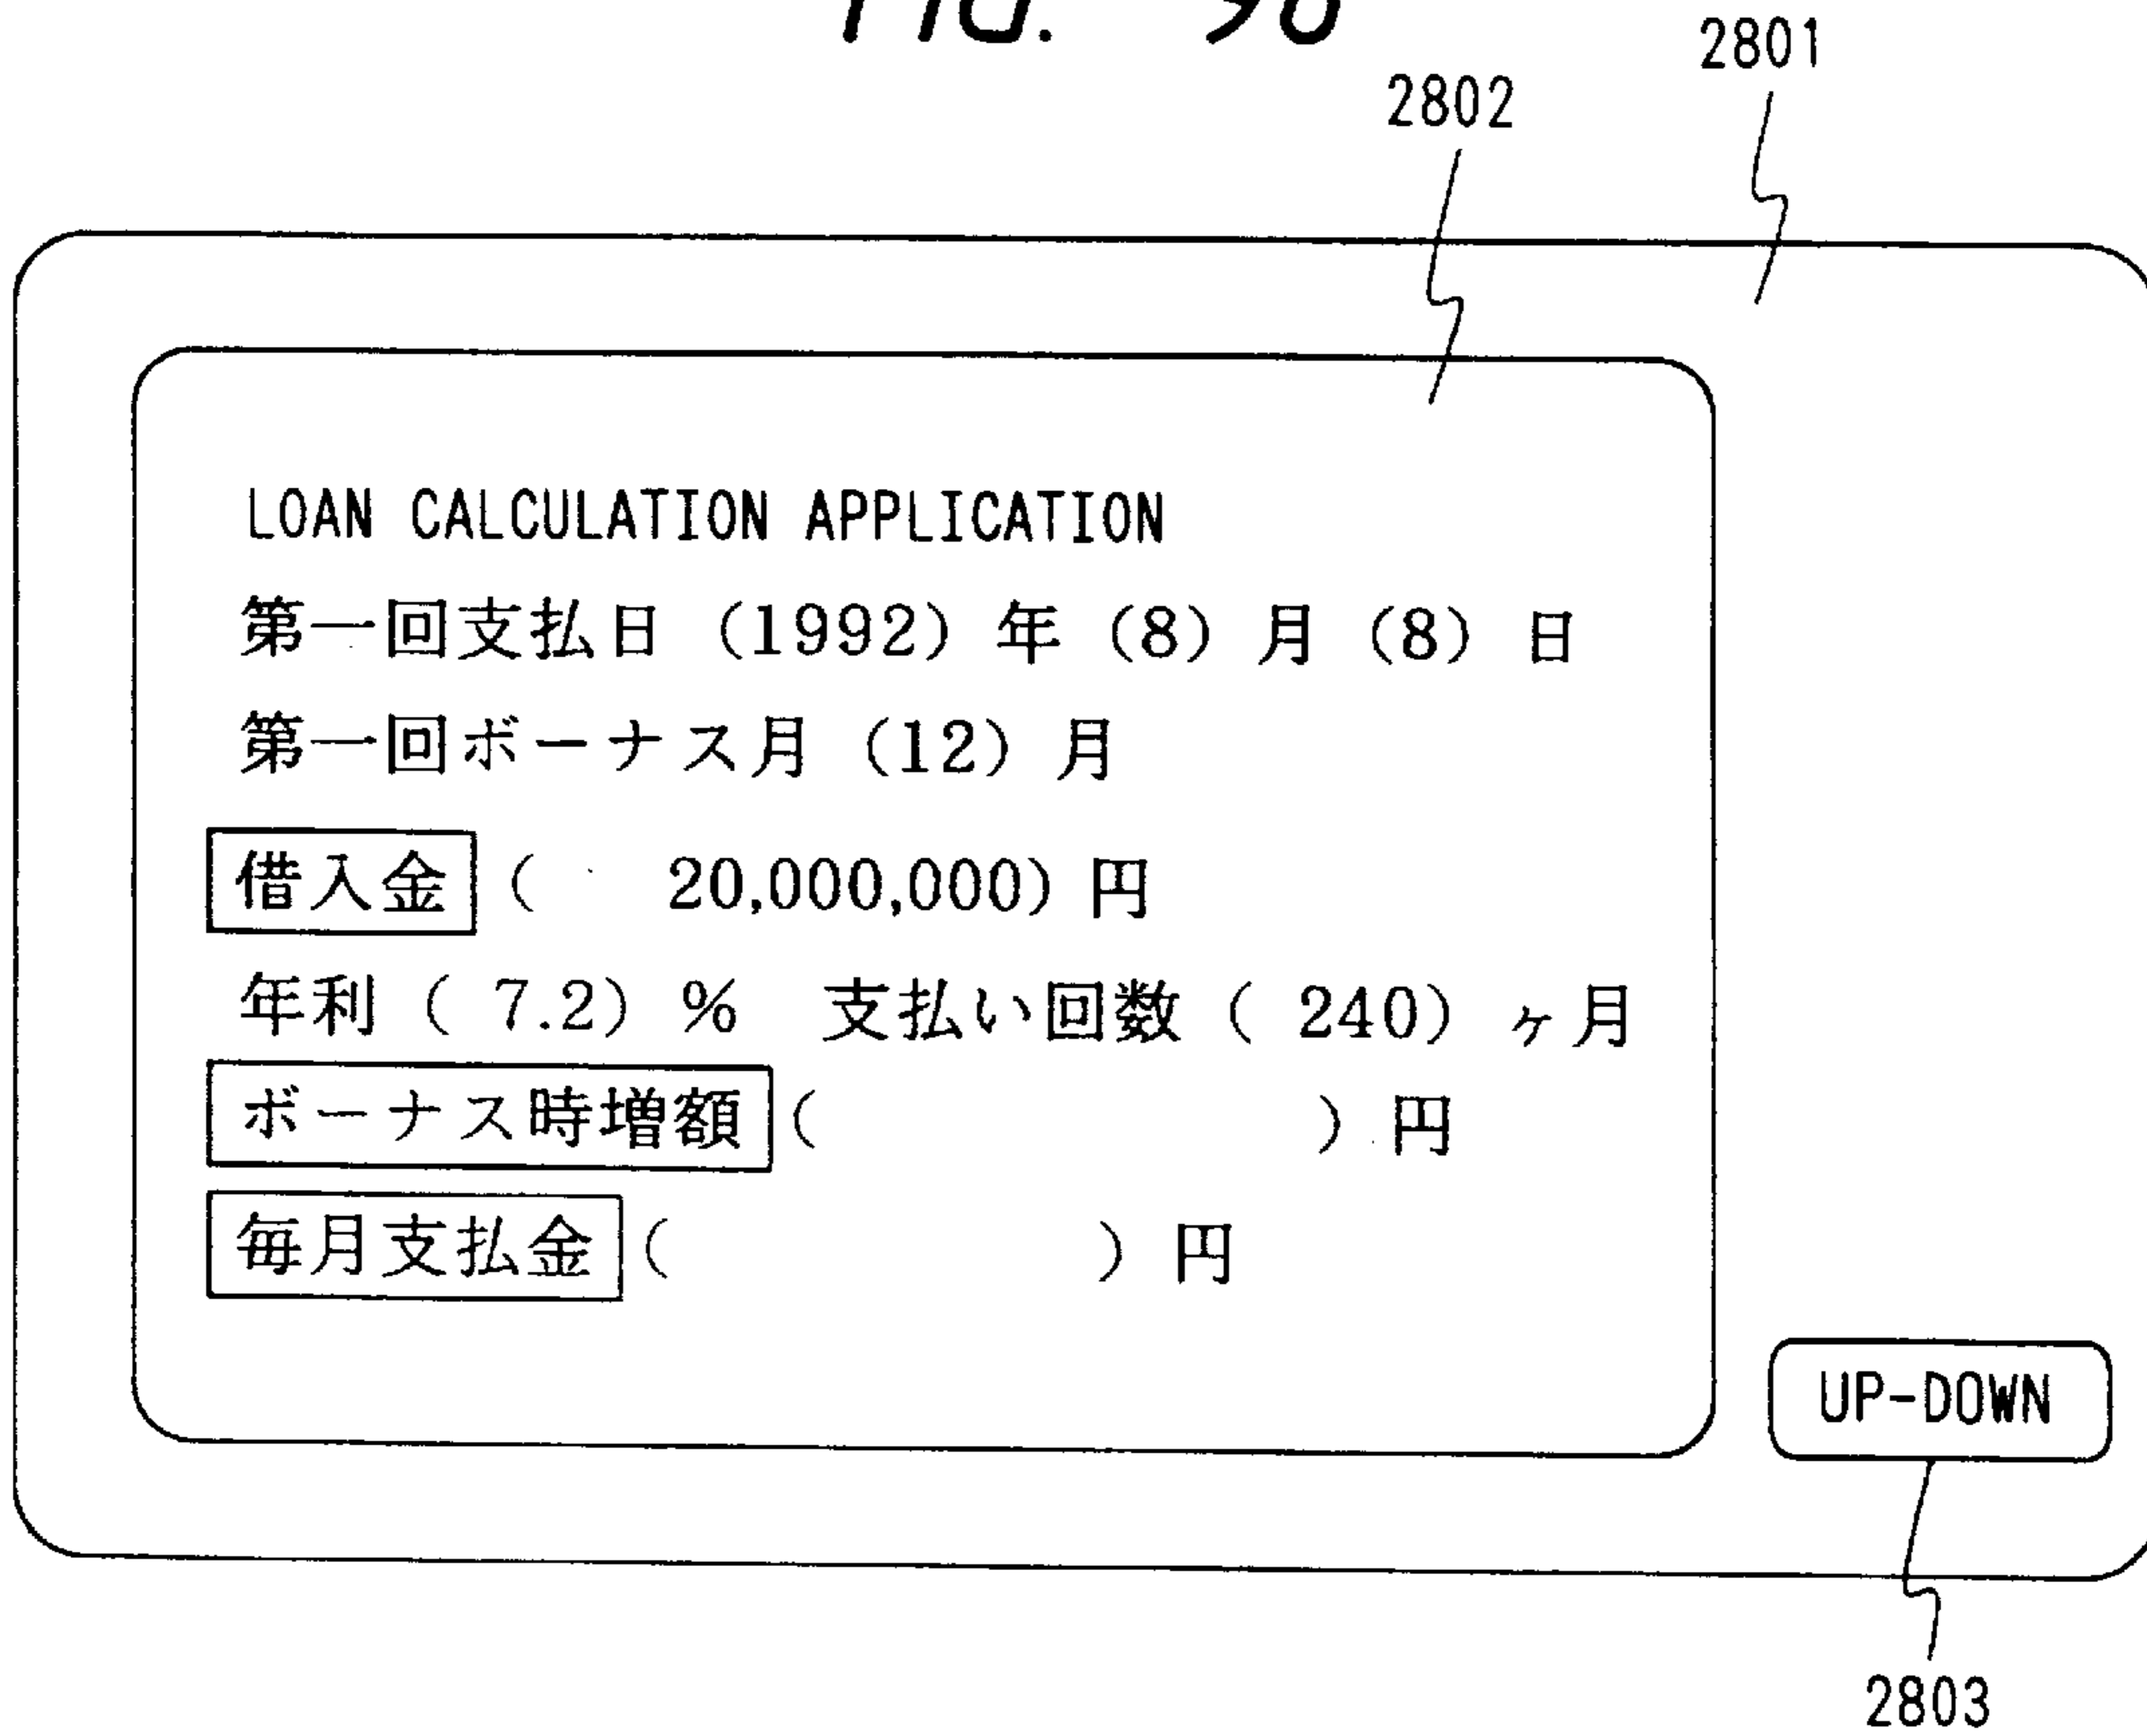 2801
2802
LOAN CALCULATION APPLICATION
第一回支払日 (1992) 年 (8) 月 (8) 日
第一回ボーナス月 (12) 月
借入金 ( 20,000,000) 円
年利 ( 7.2) % 支払い回数 ( 240) ヶ月
ボーナス時増額 ( ) 円
毎月支払金 ( ) 円
UP-DOWN
2803